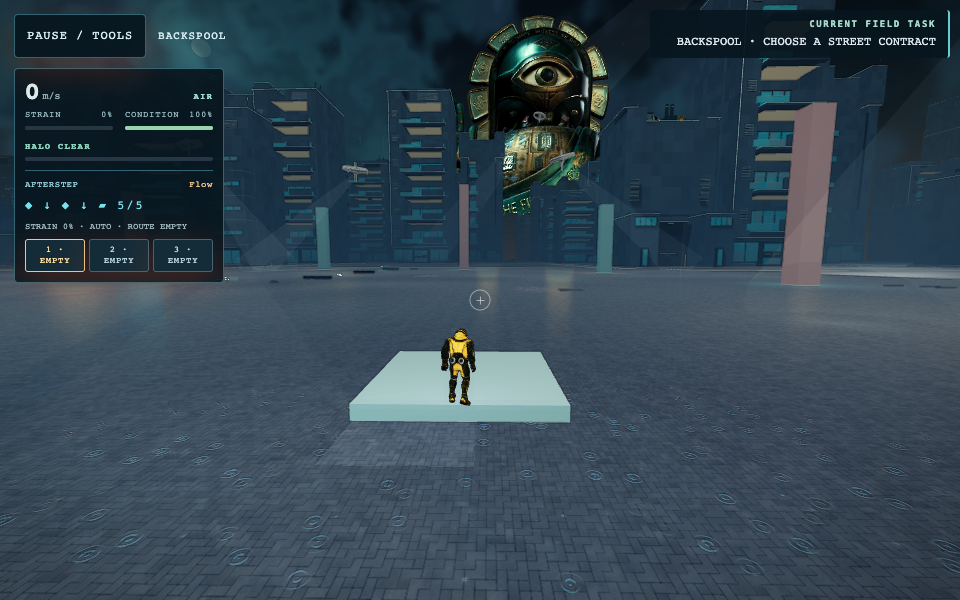 PAUSE / TOOLS
BACKSPOOL
CURRENT FIELD TASK
BACKSPOOL · CHOOSE A STREET CONTRACT
0 m/s
AIR
STRAIN 0%
CONDITION 100%
HALO CLEAR
AFTERSTEP
Flow
5/5
STRAIN 0% · AUTO · ROUTE EMPTY
1 · EMPTY
2 · EMPTY
3 · EMPTY